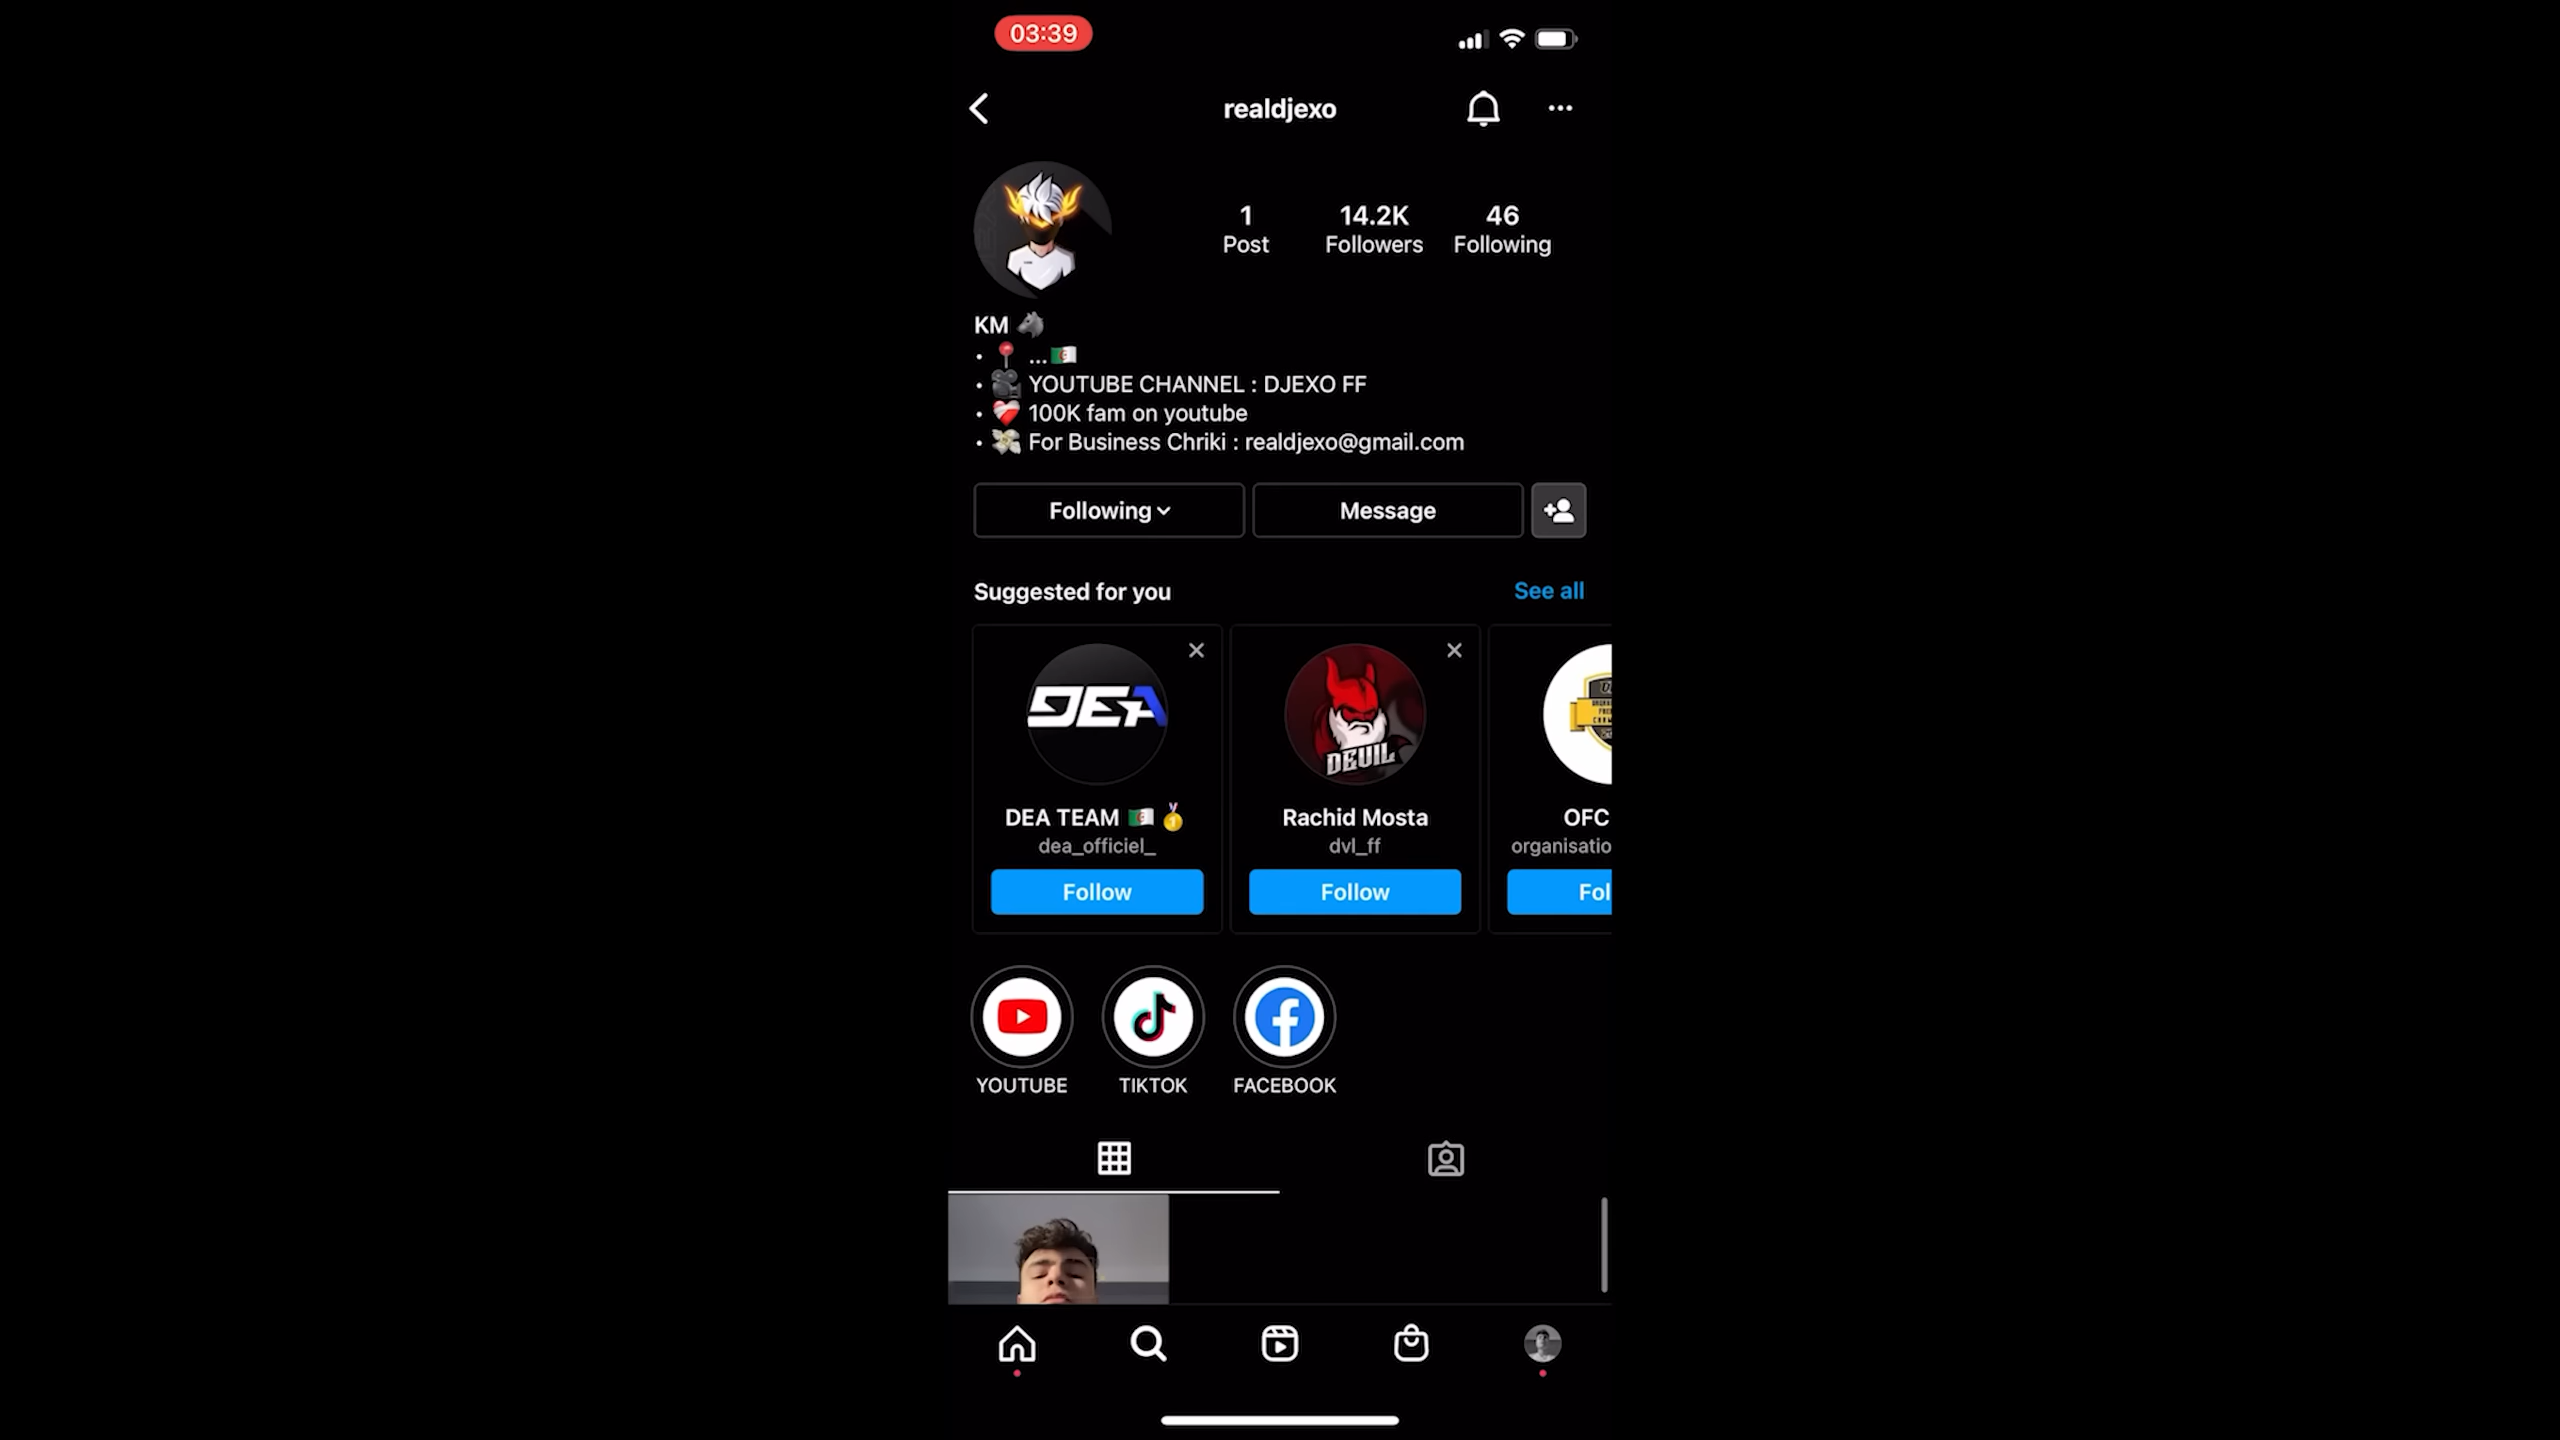 03:39
realdjexo
1
Post
14.2K
Followers
46
Following
KM 🐴
• 📍 ...🇩🇿
• 🎥 YOUTUBE CHANNEL : DJEXO FF
• ❤️‍🩹 100K fam on youtube
• 💸 For Business Chriki : realdjexo@gmail.com
Following
Message
Suggested for you
See all
DEA
DEVIL
DEA TEAM 🇩🇿 🏅
Rachid Mosta
OFC
dea_officiel_
dvl_ff
organisatio
Follow
Follow
Fol
YOUTUBE
TIKTOK
FACEBOOK